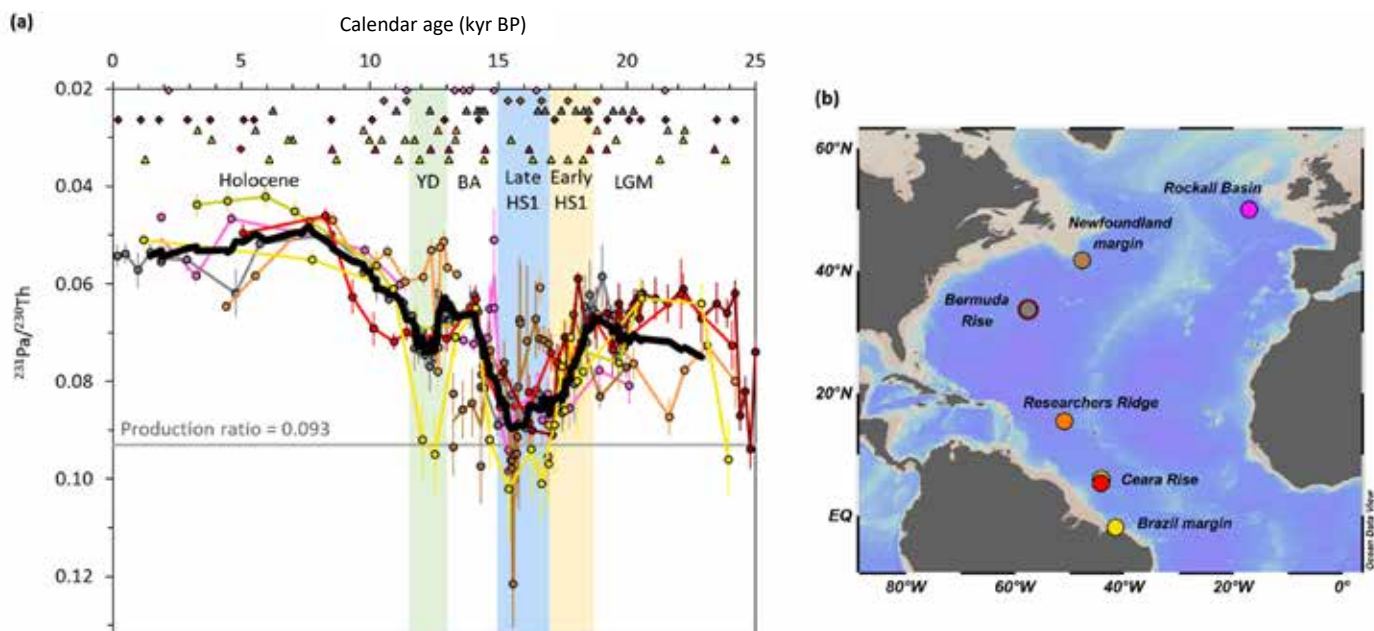 (a)
Calendar age (kyr BP)
0 5 10 15 20 25
0.02
0.04
0.06
0.08
0.10
0.12
²³¹Pa/²³⁰Th
Holocene
YD
BA
Late
HS1
Early
HS1
LGM
Production ratio = 0.093
(b)
60°N
40°N
20°N
EQ
80°W 60°W 40°W 20°W 0°
Rockall Basin
Newfoundland
margin
Bermuda
Rise
Researchers Ridge
Ceara Rise
Brazil margin
Ocean Data View